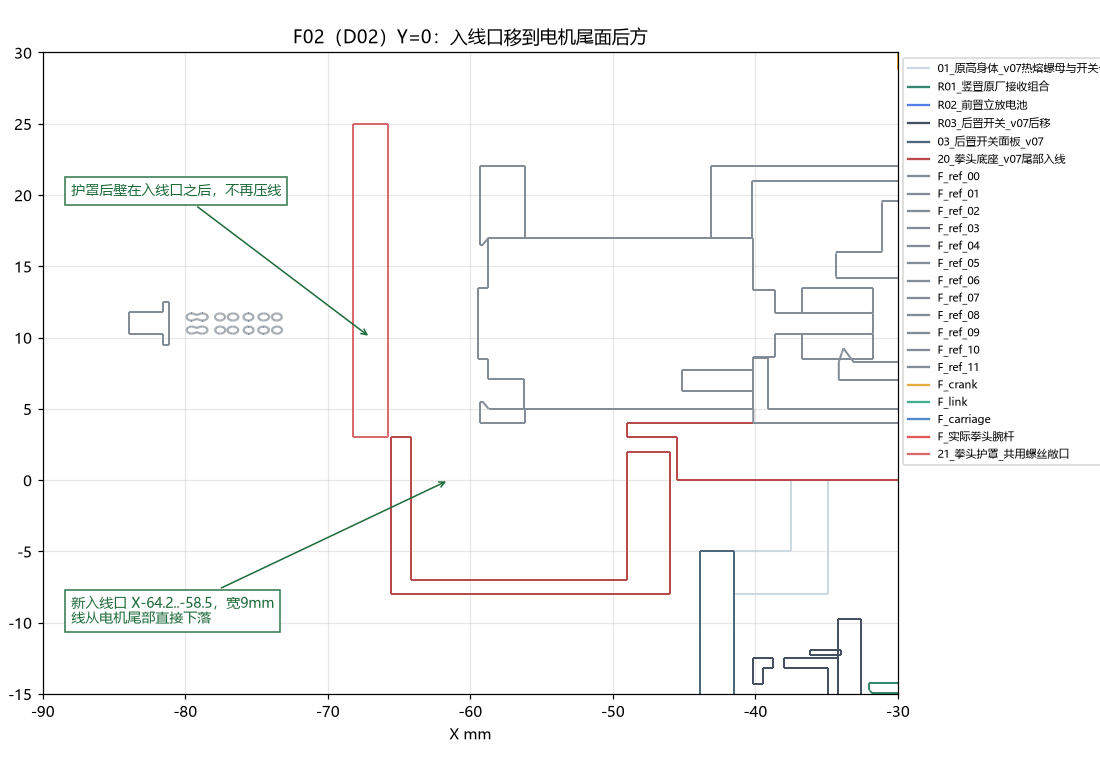 F02（D02）Y=0：入线口移到电机尾面后方
30
25
20
15
10
5
0
-5
-10
-15
-90
-80
-70
-60
-50
-40
-30
X mm
护罩后壁在入线口之后，不再压线
新入线口 X-64.2..-58.5，宽9mm
线从电机尾部直接下落
01_原高身体_v07热熔螺母与开关
R01_竖置原厂接收组合
R02_前置立放电池
R03_后置开关_v07后移
03_后置开关面板_v07
20_拳头底座_v07尾部入线
F_ref_00
F_ref_01
F_ref_02
F_ref_03
F_ref_04
F_ref_05
F_ref_06
F_ref_07
F_ref_08
F_ref_09
F_ref_10
F_ref_11
F_crank
F_link
F_carriage
F_实际拳头腕杆
21_拳头护罩_共用螺丝敞口